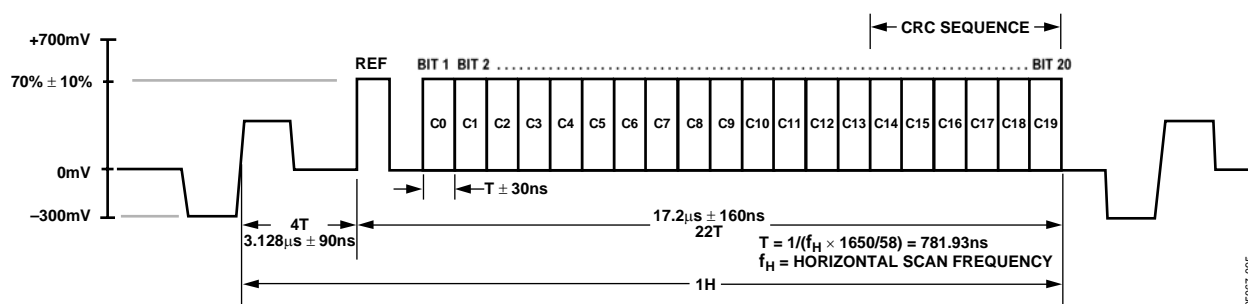 +700mV
CRC SEQUENCE
REF
BIT 1 BIT 2 BIT 20
70% ± 10%
C0 C1 C2 C3 C4 C5 C6 C7 C8 C9 C10 C11 C12 C13 C14 C15 C16 C17 C18 C19
0mV
T ± 30ns
–300mV
4T
3.128μs ± 90ns
17.2μs ± 160ns
22T
T = 1/(fH × 1650/58) = 781.93ns
fH = HORIZONTAL SCAN FREQUENCY
1H